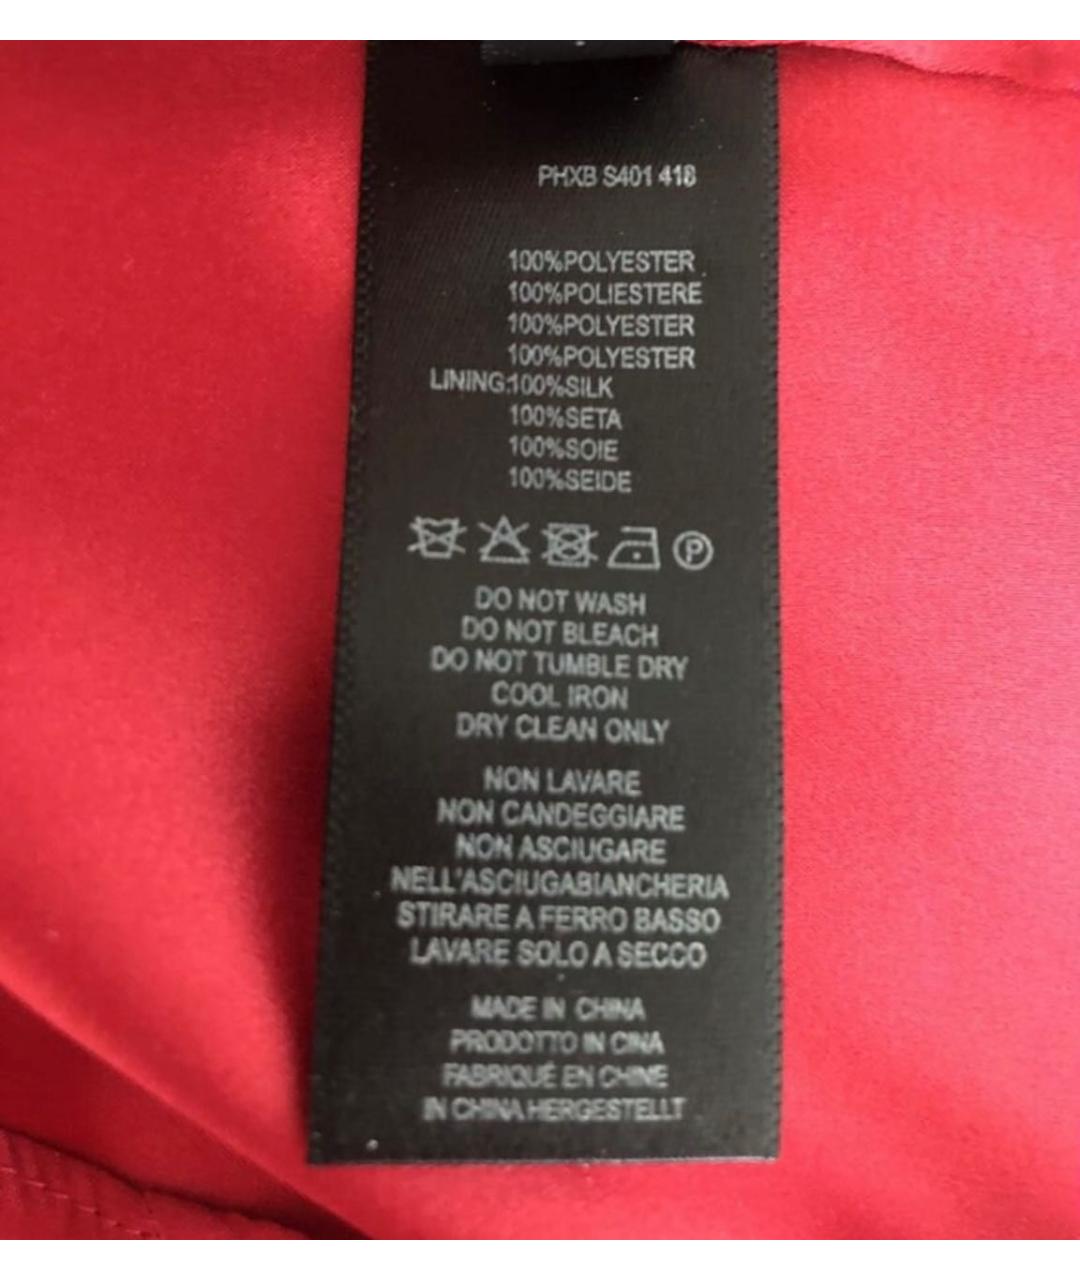 PHXB S401 418
100%POLYESTER
100%POLIESTERE
100%POLYESTER
100%POLYESTER
LINING:100%SILK
100%SETA
100%SOIE
100%SEIDE
P
DO NOT WASH
DO NOT BLEACH
DO NOT TUMBLE DRY
COOL IRON
DRY CLEAN ONLY
NON LAVARE
NON CANDEGGIARE
NON ASCIUGARE
NELL'ASCIUGABIANCHERIA
STIRARE A FERRO BASSO
LAVARE SOLO A SECCO
MADE IN CHINA
PRODOTTO IN CINA
FABRIQUÉ EN CHINE
IN CHINA HERGESTELLT